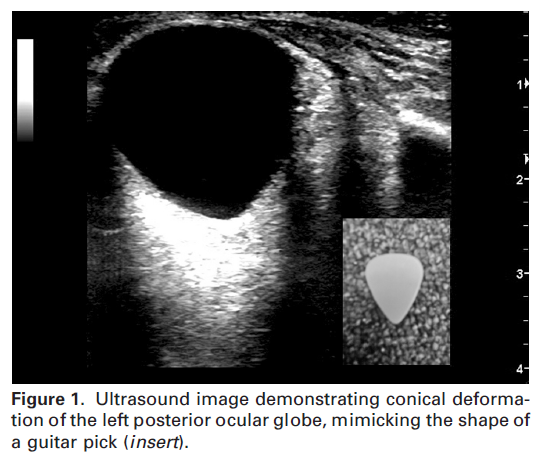 1
2
3
4
Figure 1. Ultrasound image demonstrating conical deforma-
tion of the left posterior ocular globe, mimicking the shape of
a guitar pick (insert).